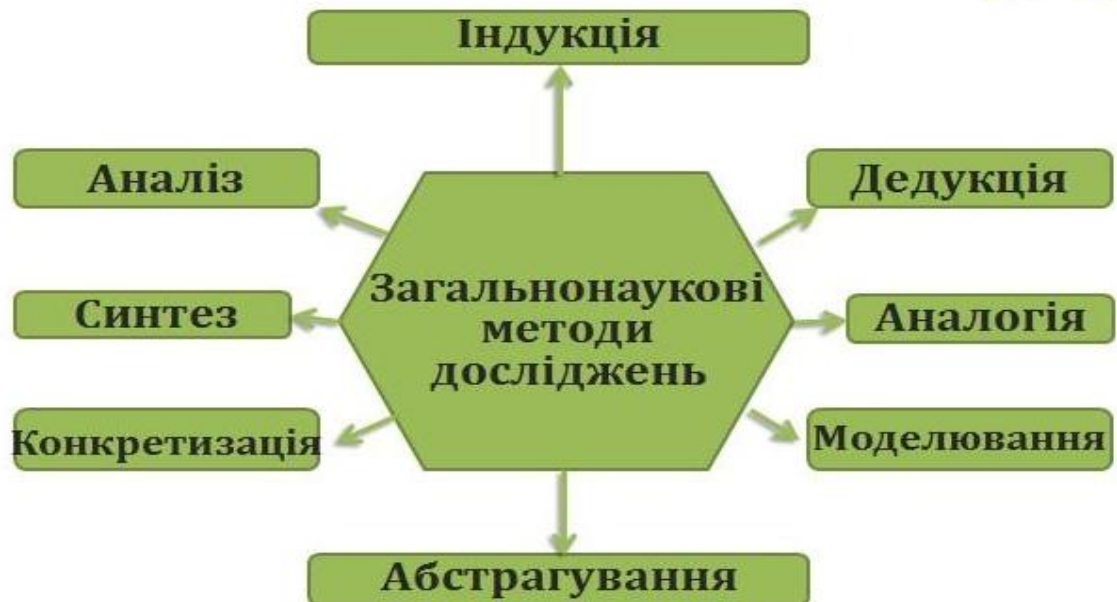 Індукція
Аналіз
Дедукція
Загальнонаукові
методи
досліджень
Синтез
Аналогія
Конкретизація
Моделювання
Абстрагування